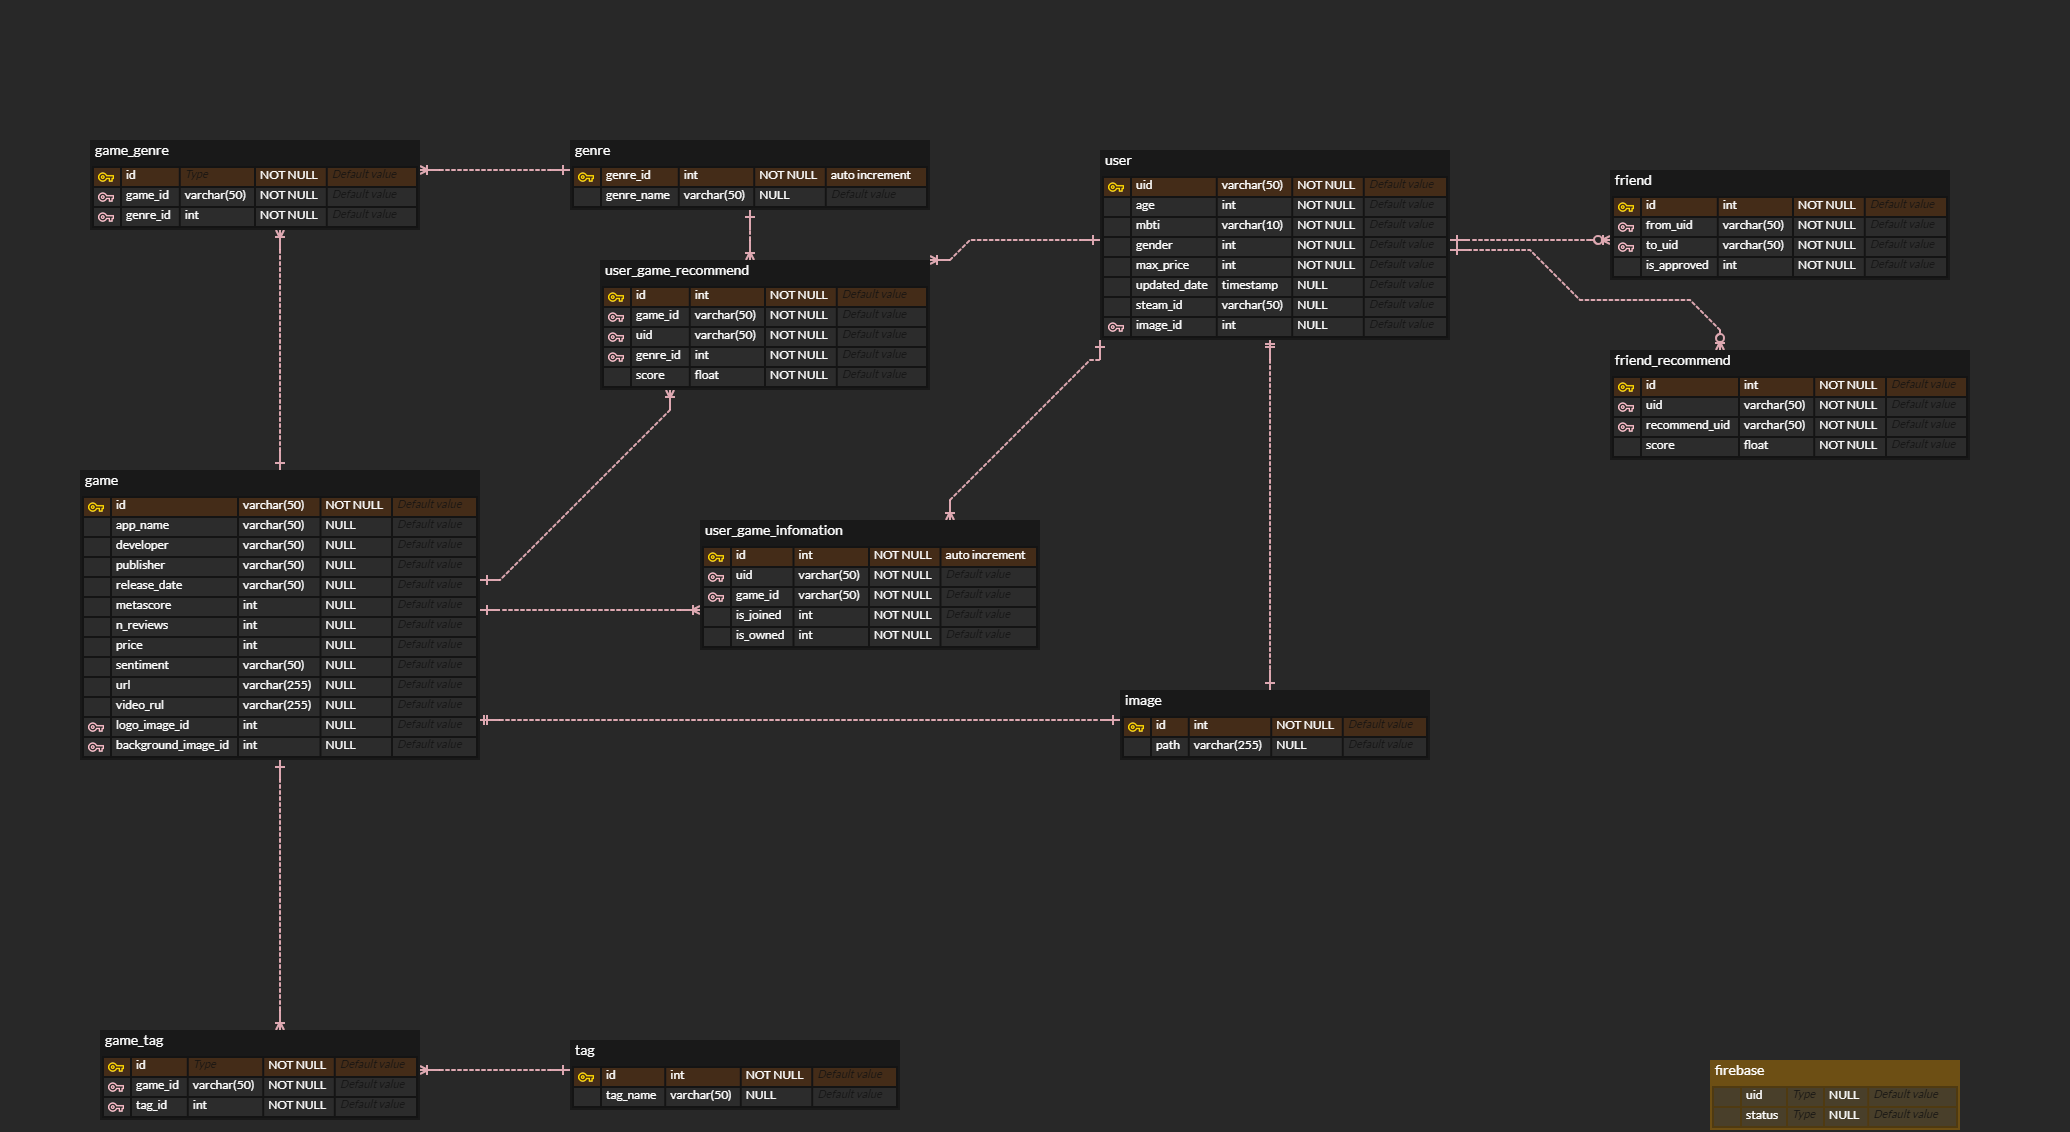 game_genre
id Type NOT NULL Default value
game_id varchar(50) NOT NULL Default value
genre_id int NOT NULL Default value
genre
genre_id int NOT NULL auto increment
genre_name varchar(50) NULL Default value
user
uid varchar(50) NOT NULL Default value
age int NOT NULL Default value
mbti varchar(10) NOT NULL Default value
gender int NOT NULL Default value
max_price int NOT NULL Default value
updated_date timestamp NULL Default value
steam_id varchar(50) NULL Default value
image_id int NULL Default value
friend
id int NOT NULL Default value
from_uid varchar(50) NOT NULL Default value
to_uid varchar(50) NOT NULL Default value
is_approved int NOT NULL Default value
user_game_recommend
id int NOT NULL Default value
game_id varchar(50) NOT NULL Default value
uid varchar(50) NOT NULL Default value
genre_id int NOT NULL Default value
score float NOT NULL Default value
friend_recommend
id int NOT NULL Default value
uid varchar(50) NOT NULL Default value
recommend_uid varchar(50) NOT NULL Default value
score float NOT NULL Default value
game
id varchar(50) NOT NULL Default value
app_name varchar(50) NULL Default value
developer varchar(50) NULL Default value
publisher varchar(50) NULL Default value
release_date varchar(50) NULL Default value
metascore int NULL Default value
n_reviews int NULL Default value
price int NULL Default value
sentiment varchar(50) NULL Default value
url varchar(255) NULL Default value
video_rul varchar(255) NULL Default value
logo_image_id int NULL Default value
background_image_id int NULL Default value
user_game_infomation
id int NOT NULL auto increment
uid varchar(50) NOT NULL Default value
game_id varchar(50) NOT NULL Default value
is_joined int NOT NULL Default value
is_owned int NOT NULL Default value
image
id int NOT NULL Default value
path varchar(255) NULL Default value
game_tag
id Type NOT NULL Default value
game_id varchar(50) NOT NULL Default value
tag_id int NOT NULL Default value
tag
id int NOT NULL Default value
tag_name varchar(50) NULL Default value
firebase
uid Type NULL Default value
status Type NULL Default value